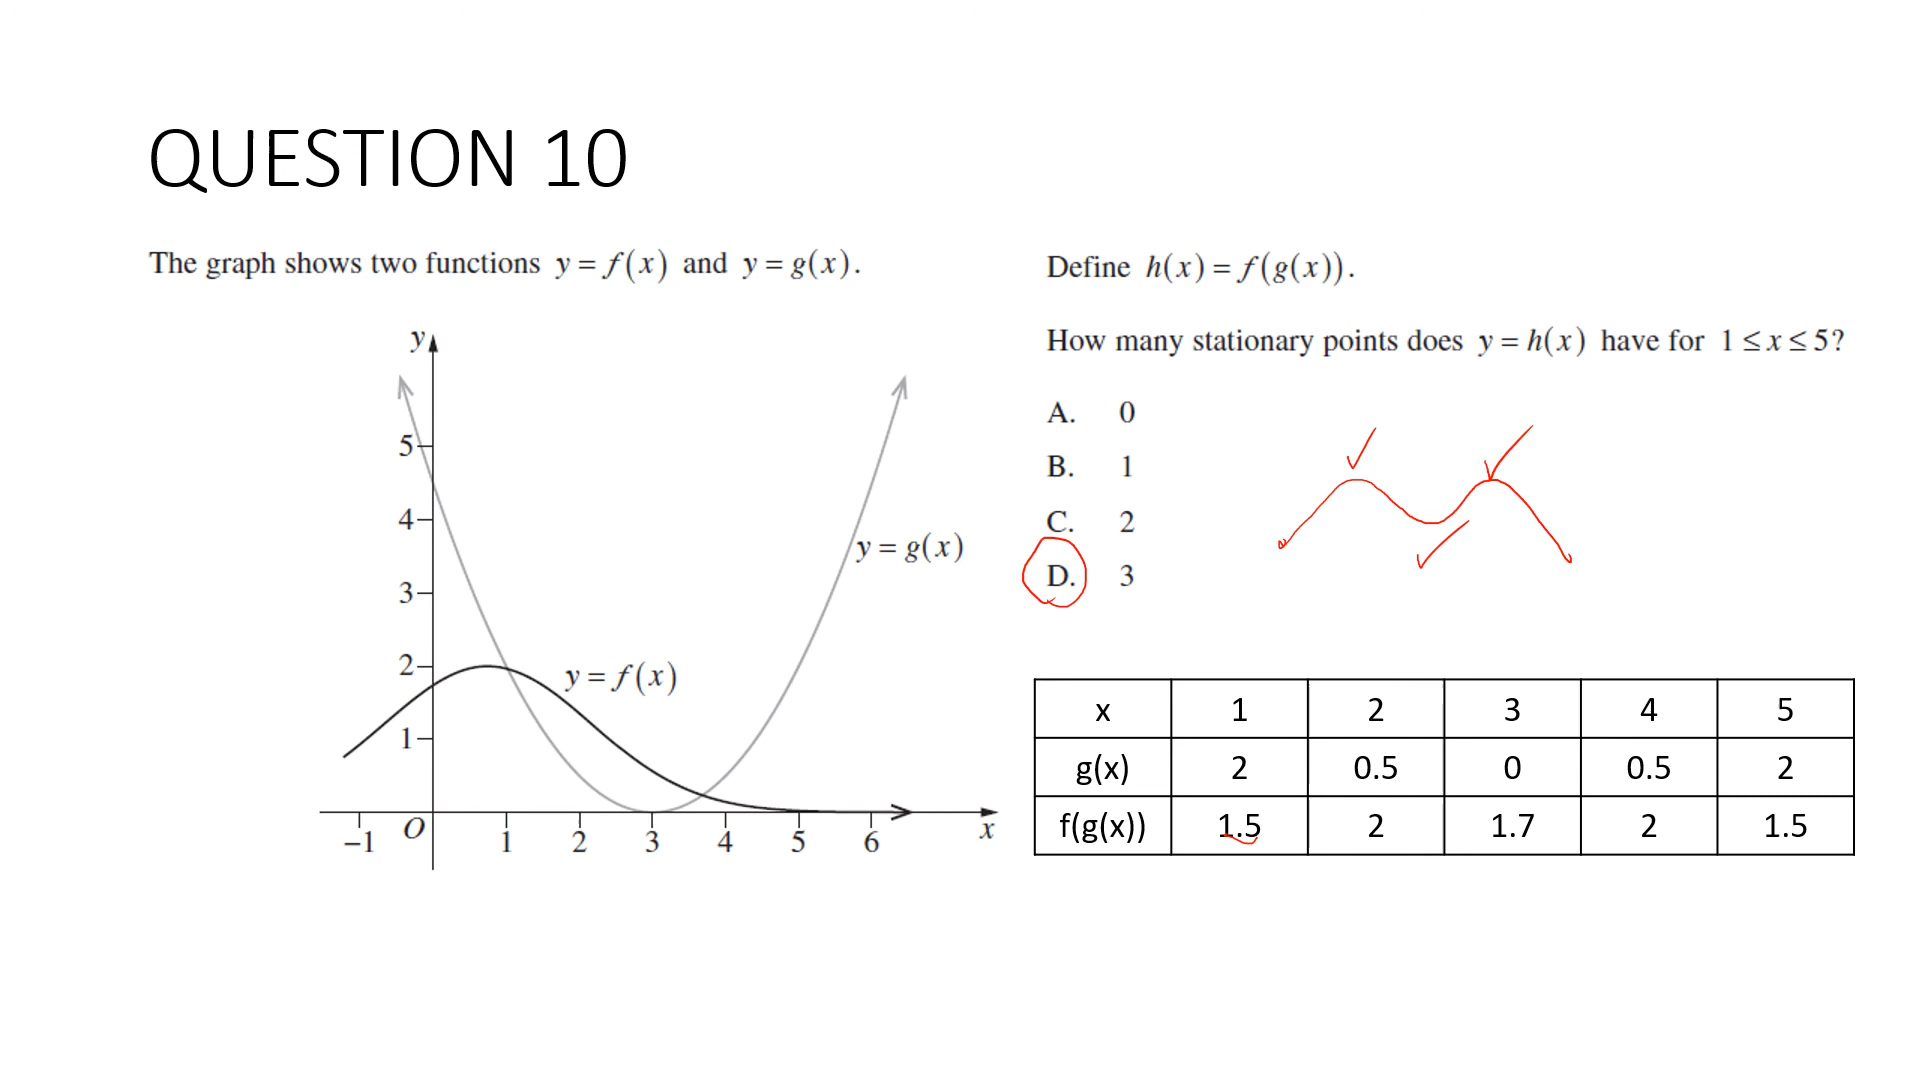 QUESTION 10
The graph shows two functions y = f(x) and y = g(x).
y
5
4
3
2
1
y = g(x)
y = f(x)
−1
O
1
2
3
4
5
6
x
Define h(x) = f(g(x)).
How many stationary points does y = h(x) have for 1 ≤ x ≤ 5?
A. 0
B. 1
C. 2
D. 3
x 1 2 3 4 5
g(x) 2 0.5 0 0.5 2
f(g(x)) 1.5 2 1.7 2 1.5